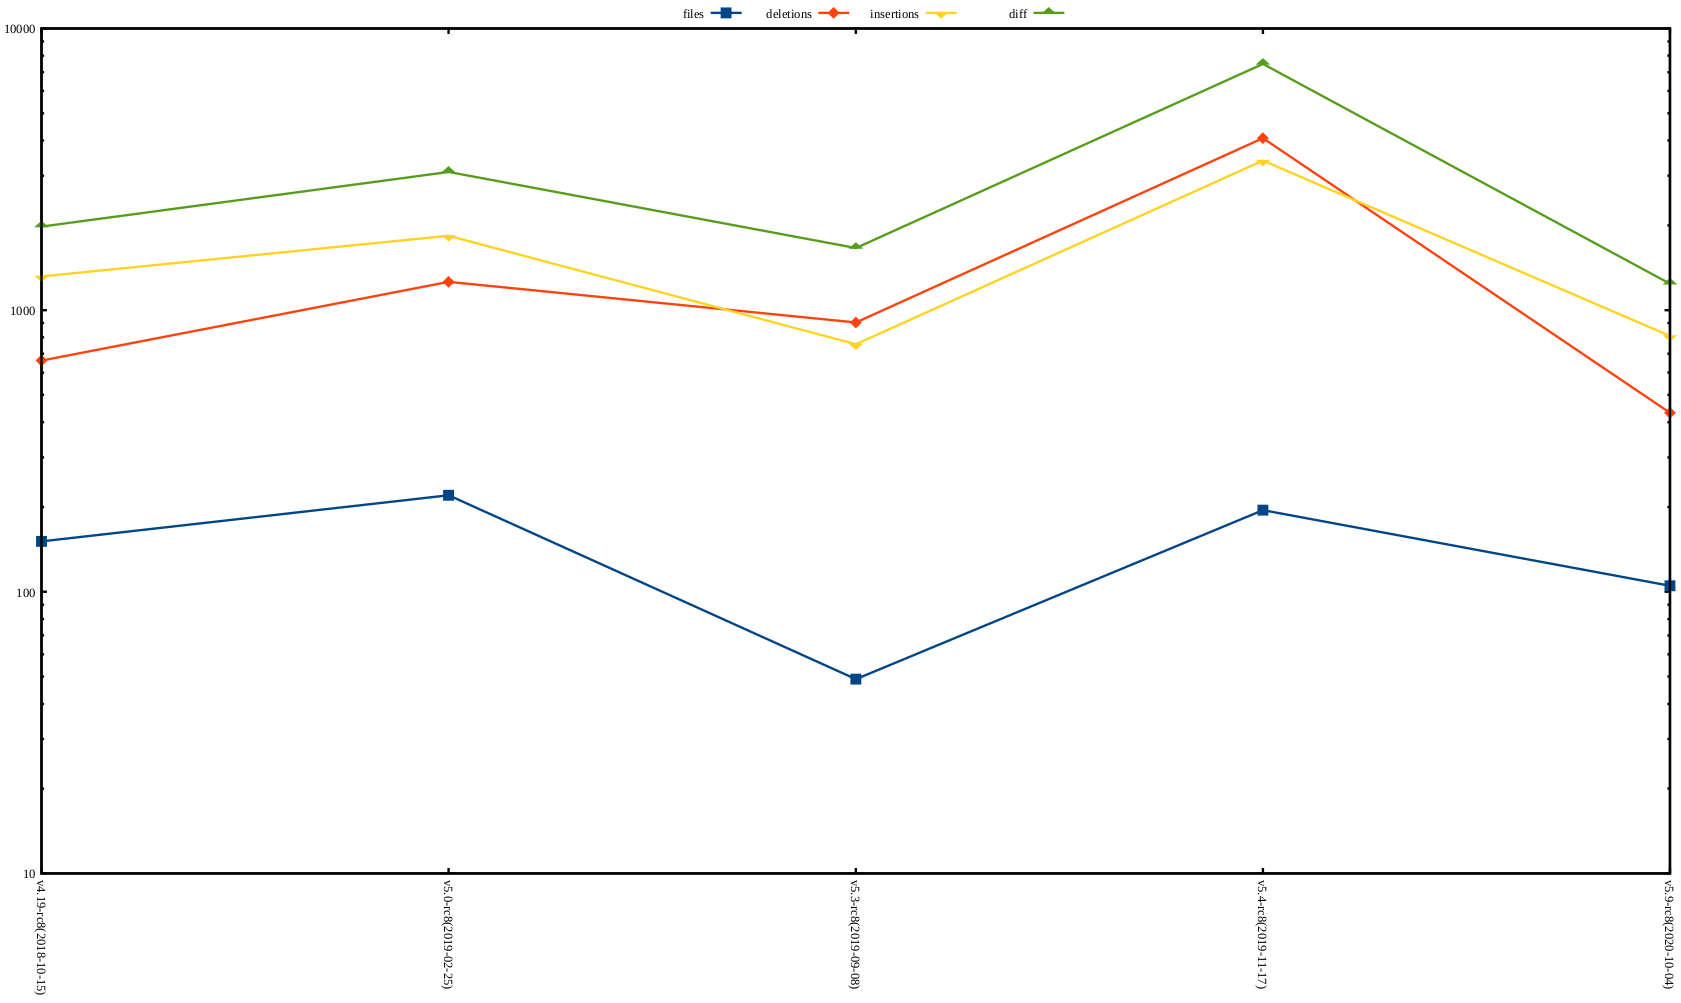 files deletions insertions diff
10000
1000
100
10
v4.19-rc8(2018-10-15)
v5.0-rc8(2019-02-25)
v5.3-rc8(2019-09-08)
v5.4-rc8(2019-11-17)
v5.9-rc8(2020-10-04)